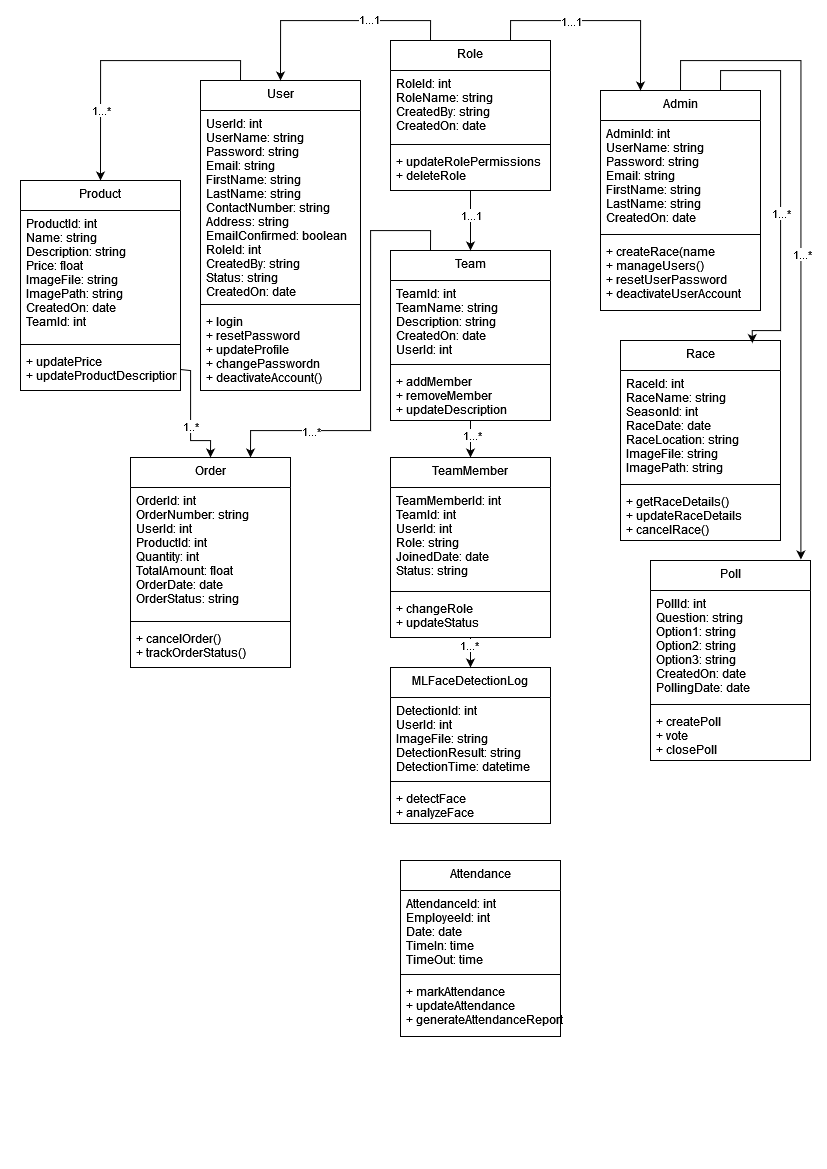 1...1
1...1
Role
RoleId: int
RoleName: string
CreatedBy: string
CreatedOn: date
+ updateRolePermissions
+ deleteRole
1...1
User
UserId: int
UserName: string
Password: string
Email: string
FirstName: string
LastName: string
ContactNumber: string
Address: string
EmailConfirmed: boolean
RoleId: int
CreatedBy: string
Status: string
CreatedOn: date
+ login
+ resetPassword
+ updateProfile
+ changePasswordn
+ deactivateAccount()
Admin
AdminId: int
UserName: string
Password: string
Email: string
FirstName: string
LastName: string
CreatedOn: date
+ createRace(name
+ manageUsers()
+ resetUserPassword
+ deactivateUserAccount
1...*
1...*
1...*
Product
ProductId: int
Name: string
Description: string
Price: float
ImageFile: string
ImagePath: string
CreatedOn: date
TeamId: int
+ updatePrice
+ updateProductDescription
1..*
1...*
Team
TeamId: int
TeamName: string
Description: string
CreatedOn: date
UserId: int
+ addMember
+ removeMember
+ updateDescription
1...*
Race
RaceId: int
RaceName: string
SeasonId: int
RaceDate: date
RaceLocation: string
ImageFile: string
ImagePath: string
+ getRaceDetails()
+ updateRaceDetails
+ cancelRace()
Order
OrderId: int
OrderNumber: string
UserId: int
ProductId: int
Quantity: int
TotalAmount: float
OrderDate: date
OrderStatus: string
+ cancelOrder()
+ trackOrderStatus()
TeamMember
TeamMemberId: int
TeamId: int
UserId: int
Role: string
JoinedDate: date
Status: string
+ changeRole
+ updateStatus
1...*
Poll
PollId: int
Question: string
Option1: string
Option2: string
Option3: string
CreatedOn: date
PollingDate: date
+ createPoll
+ vote
+ closePoll
MLFaceDetectionLog
DetectionId: int
UserId: int
ImageFile: string
DetectionResult: string
DetectionTime: datetime
+ detectFace
+ analyzeFace
Attendance
AttendanceId: int
EmployeeId: int
Date: date
TimeIn: time
TimeOut: time
+ markAttendance
+ updateAttendance
+ generateAttendanceReport